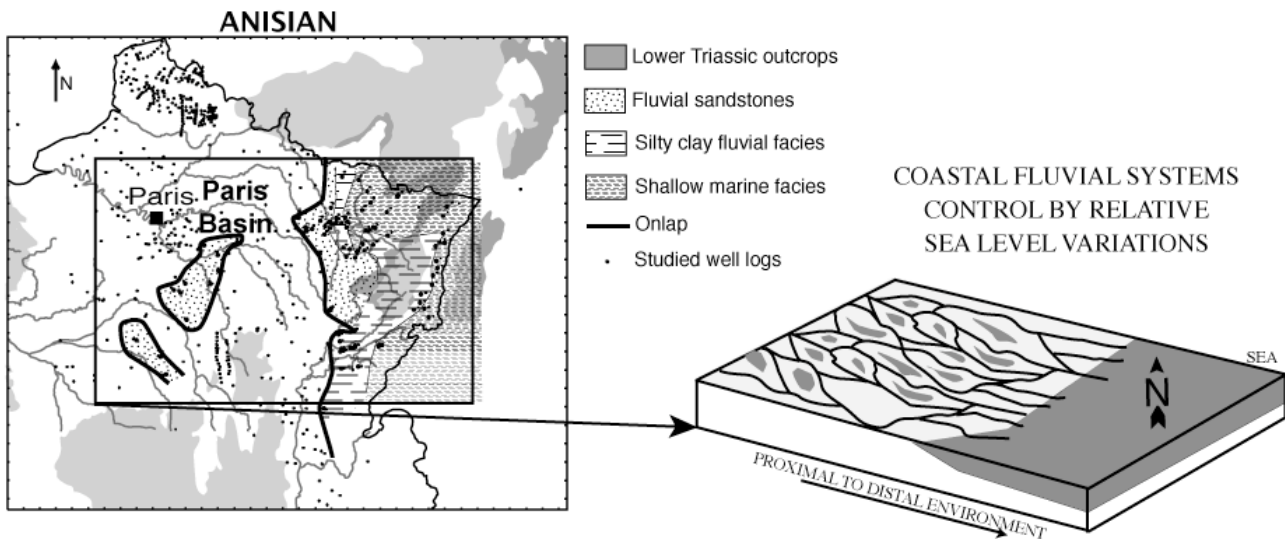 ANISIAN
N
Paris
Paris
Basin
Lower Triassic outcrops
Fluvial sandstones
Silty clay fluvial facies
Shallow marine facies
Onlap
Studied well logs
COASTAL FLUVIAL SYSTEMS
CONTROL BY RELATIVE
SEA LEVEL VARIATIONS
SEA
N
PROXIMAL TO DISTAL ENVIRONMENT